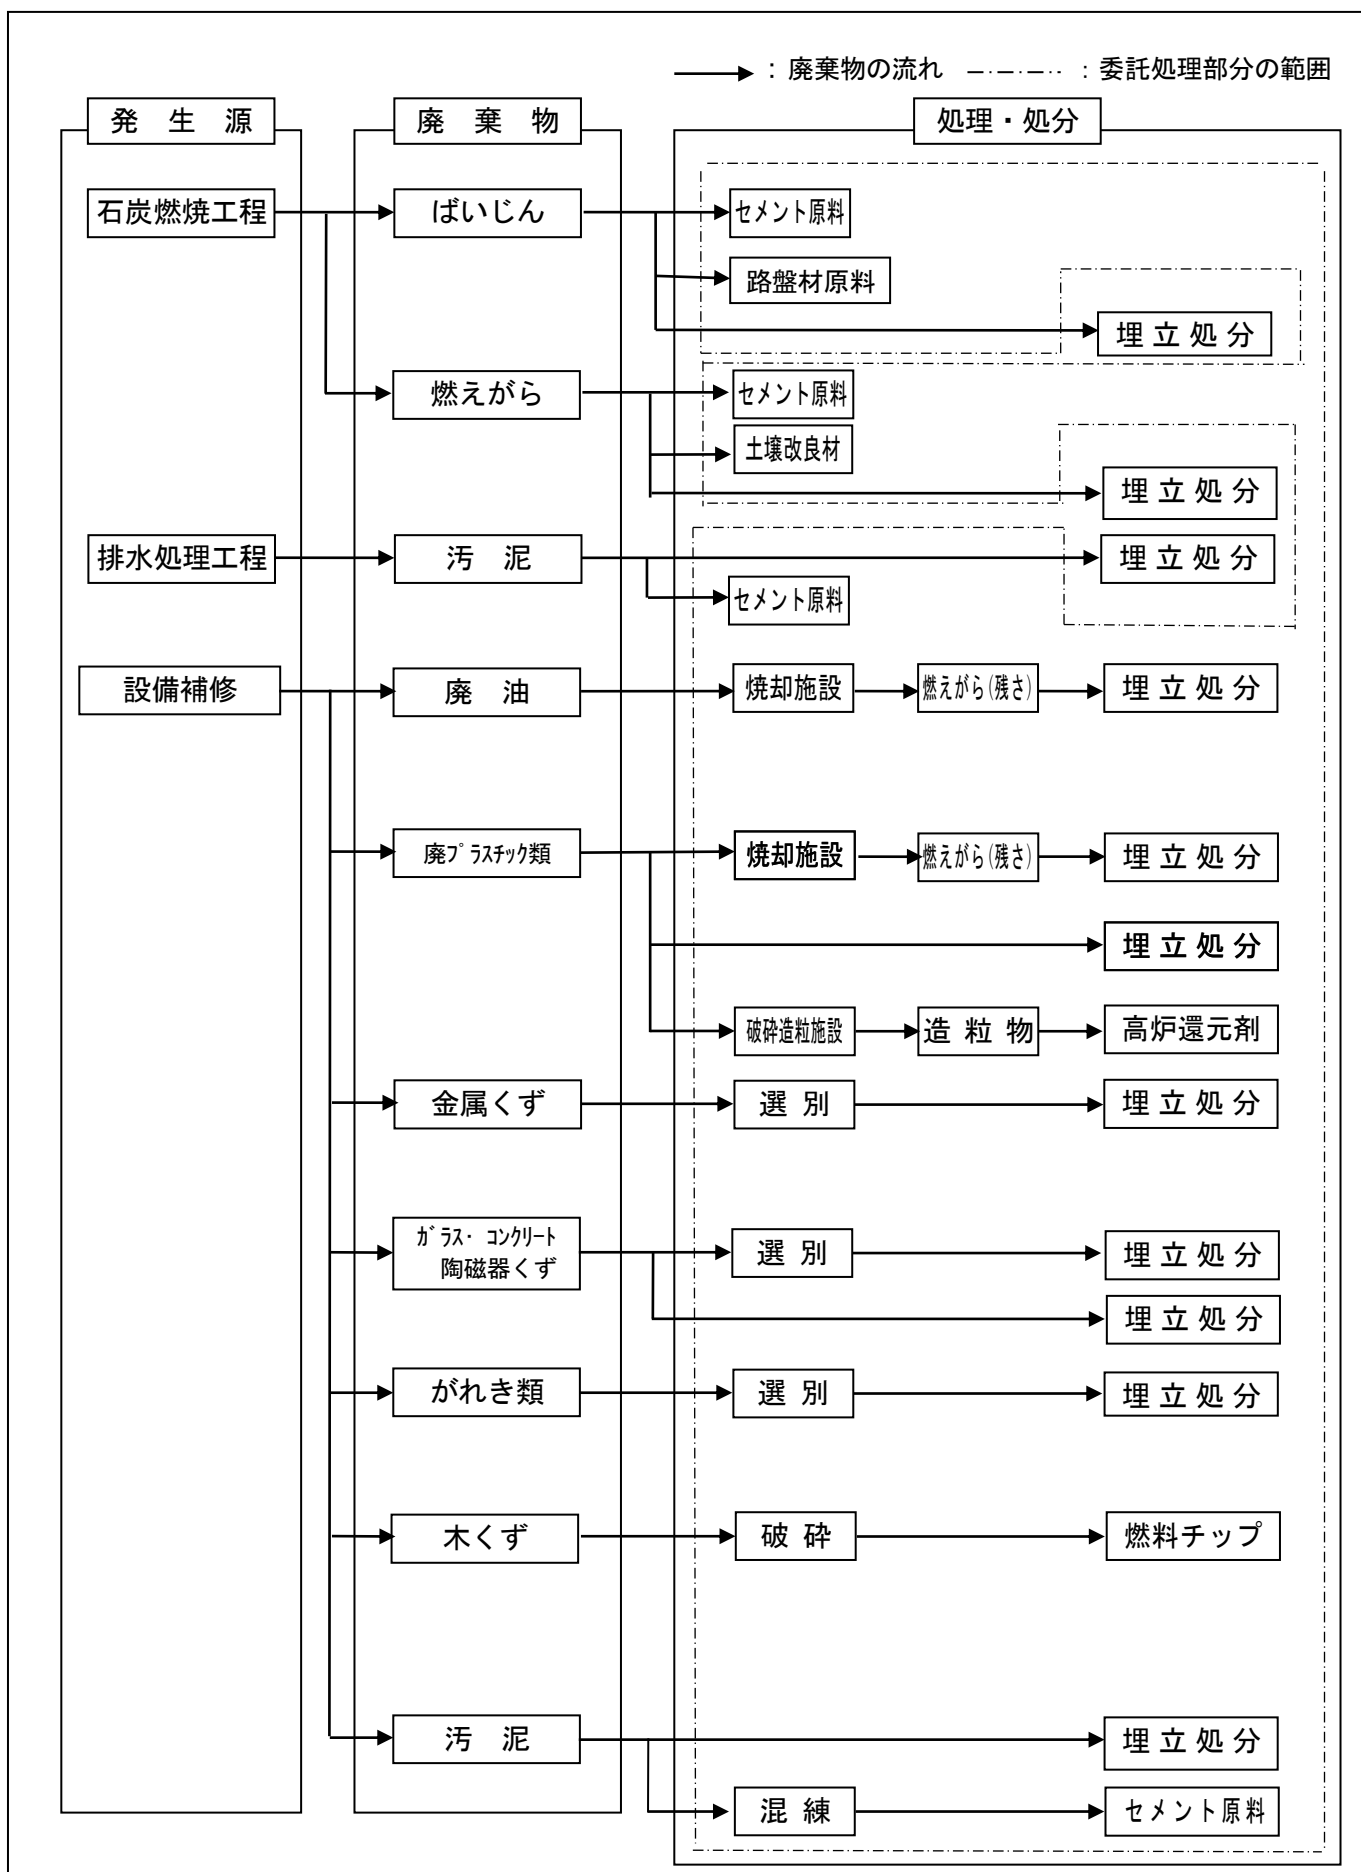 ：廃棄物の流れ　：委託処理部分の範囲
発　生　源
廃　棄　物
処理・処分
石炭燃焼工程
ばいじん
セメント原料
路盤材原料
埋立処分
燃えがら
セメント原料
土壌改良材
埋立処分
排水処理工程
汚　泥
埋立処分
セメント原料
設備補修
廃　油
焼却施設
燃えがら(残さ)
埋立処分
廃ﾌﾟﾗｽﾁｯｸ類
焼却施設
燃えがら(残さ)
埋立処分
埋立処分
破砕造粒施設
造粒物
高炉還元剤
金属くず
選別
埋立処分
ｶﾞﾗｽ・ｺﾝｸﾘｰﾄ
陶磁器くず
選別
埋立処分
埋立処分
がれき類
選別
埋立処分
木くず
破砕
燃料チップ
汚　泥
埋立処分
混練
セメント原料